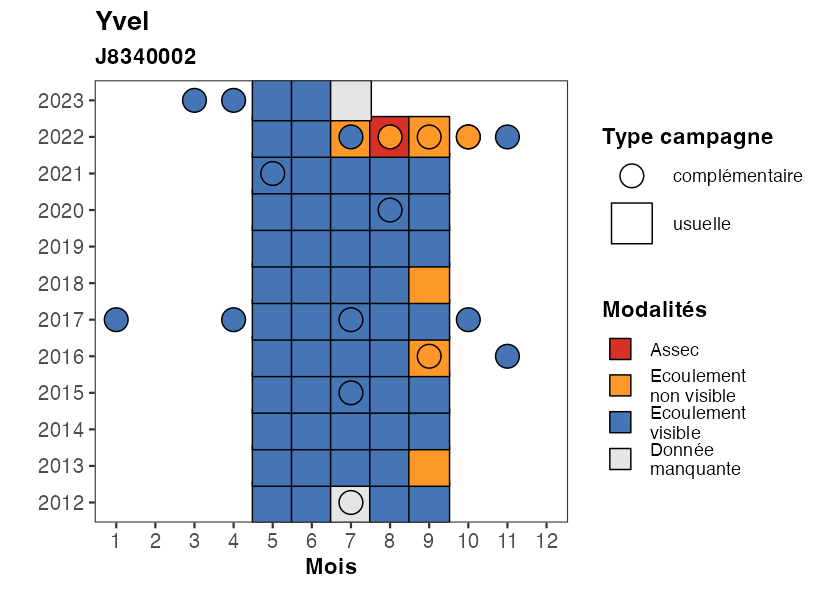 Yvel
J8340002
2023
2022
2021
2020
2019
2018
2017
2016
2015
2014
2013
2012
1 2 3 4 5 6 7 8 9 10 11 12
Mois
Type campagne
complémentaire
usuelle
Modalités
Assec
Ecoulement
non visible
Ecoulement
visible
Donnée
manquante